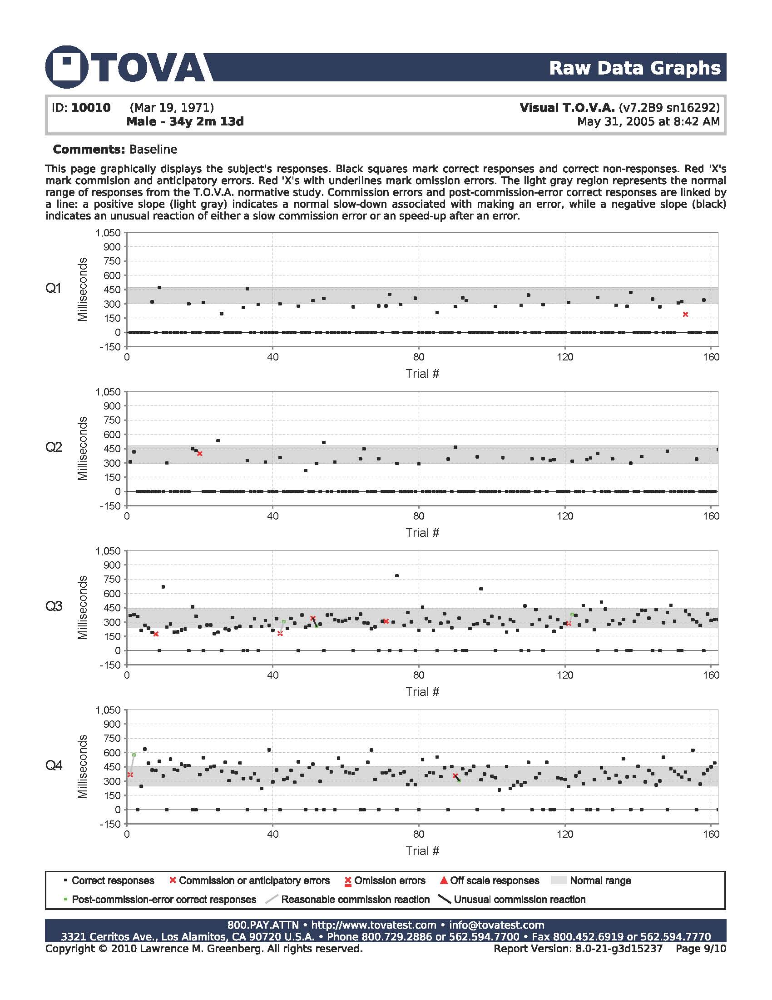 TOVA
Raw Data Graphs
ID: 10010 (Mar 19, 1971) Visual T.O.V.A. (v7.2B9 sn16292)
Male - 34y 2m 13d May 31, 2005 at 8:42 AM
Comments: Baseline
This page graphically displays the subject's responses. Black squares mark correct responses and correct non-responses. Red 'X's
mark commision and anticipatory errors. Red 'X's with underlines mark omission errors. The light gray region represents the normal
range of responses from the T.O.V.A. normative study. Commission errors and post-commission-error correct responses are linked by
a line: a positive slope (light gray) indicates a normal slow-down associated with making an error, while a negative slope (black)
indicates an unusual reaction of either a slow commission error or an speed-up after an error.
Q1
Milliseconds
1,050
900
750
600
450
300
150
0
-150
0 40 80 120 160
Trial #
Q2
Milliseconds
1,050
900
750
600
450
300
150
0
-150
0 40 80 120 160
Trial #
Q3
Milliseconds
1,050
900
750
600
450
300
150
0
-150
0 40 80 120 160
Trial #
Q4
Milliseconds
1,050
900
750
600
450
300
150
0
-150
0 40 80 120 160
Trial #
Correct responses Commission or anticipatory errors Omission errors Off scale responses Normal range
Post-commission-error correct responses Reasonable commission reaction Unusual commission reaction
800.PAY.ATTN • http://www.tovatest.com • info@tovatest.com
3321 Cerritos Ave., Los Alamitos, CA 90720 U.S.A. • Phone 800.729.2886 or 562.594.7700 • Fax 800.452.6919 or 562.594.7770
Copyright © 2010 Lawrence M. Greenberg. All rights reserved. Report Version: 8.0-21-g3d15237 Page 9/10